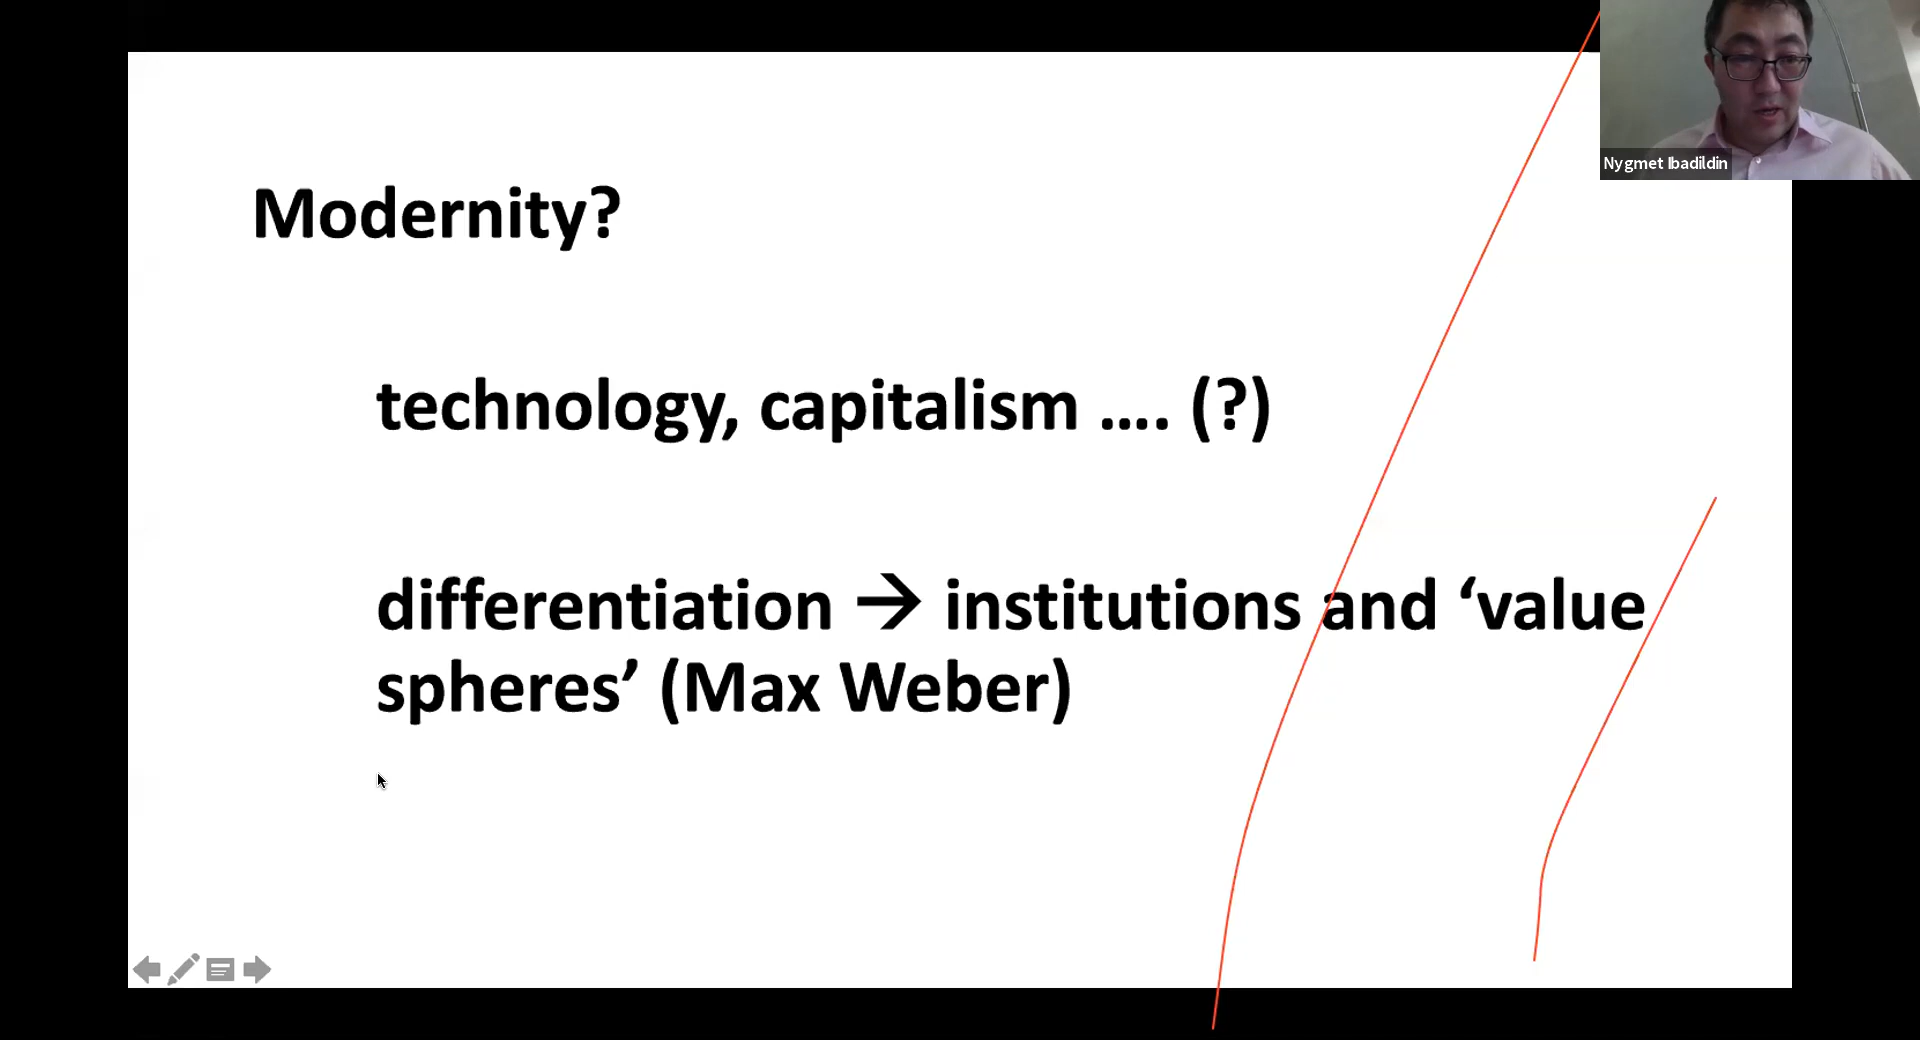 Nygmet Ibadildin
Modernity?
technology, capitalism .... (?)
differentiation → institutions and ‘value
spheres’ (Max Weber)